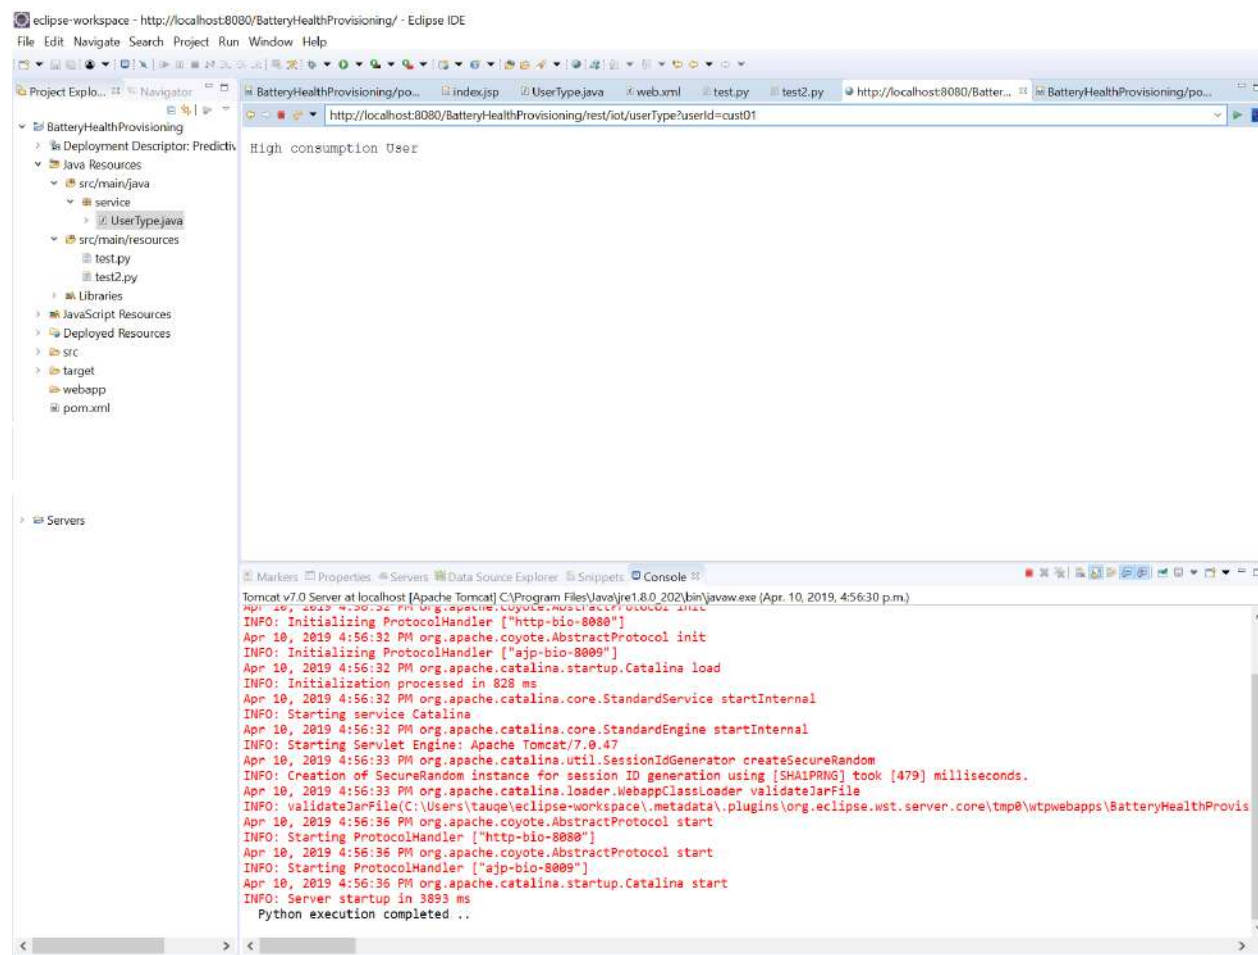 eclipse-workspace - http://localhost:8080/BatteryHealthProvisioning/ - Eclipse IDE
File Edit Navigate Search Project Run Window Help
Project Explo... Navigator
BatteryHealthProvisioning/po... index.jsp UserType.java web.xml test.py test2.py http://localhost:8080/Batter... BatteryHealthProvisioning/po...
http://localhost:8080/BatteryHealthProvisioning/rest/iot/userType?userId=cust01
High consumption User
BatteryHealthProvisioning
Deployment Descriptor: Predictiv
Java Resources
src/main/java
service
UserType.java
src/main/resources
test.py
test2.py
Libraries
JavaScript Resources
Deployed Resources
src
target
webapp
pom.xml
Servers
Markers Properties Servers Data Source Explorer Snippets Console
Tomcat v7.0 Server at localhost [Apache Tomcat] C:\Program Files\Java\jre1.8.0_202\bin\javaw.exe (Apr. 10, 2019, 4:56:30 p.m.)
Apr 10, 2019 4:56:32 PM org.apache.coyote.AbstractProtocol init
INFO: Initializing ProtocolHandler ["http-bio-8080"]
Apr 10, 2019 4:56:32 PM org.apache.coyote.AbstractProtocol init
INFO: Initializing ProtocolHandler ["ajp-bio-8009"]
Apr 10, 2019 4:56:32 PM org.apache.catalina.startup.Catalina load
INFO: Initialization processed in 828 ms
Apr 10, 2019 4:56:32 PM org.apache.catalina.core.StandardService startInternal
INFO: Starting service Catalina
Apr 10, 2019 4:56:32 PM org.apache.catalina.core.StandardEngine startInternal
INFO: Starting Servlet Engine: Apache Tomcat/7.0.47
Apr 10, 2019 4:56:33 PM org.apache.catalina.util.SessionIdGenerator createSecureRandom
INFO: Creation of SecureRandom instance for session ID generation using [SHA1PRNG] took [479] milliseconds.
Apr 10, 2019 4:56:33 PM org.apache.catalina.loader.WebappClassLoader validateJarFile
INFO: validateJarFile(C:\Users\tauqe\eclipse-workspace\.metadata\.plugins\org.eclipse.wst.server.core\tmp0\wtpwebapps\BatteryHealthProvis
Apr 10, 2019 4:56:36 PM org.apache.coyote.AbstractProtocol start
INFO: Starting ProtocolHandler ["http-bio-8080"]
Apr 10, 2019 4:56:36 PM org.apache.coyote.AbstractProtocol start
INFO: Starting ProtocolHandler ["ajp-bio-8009"]
Apr 10, 2019 4:56:36 PM org.apache.catalina.startup.Catalina start
INFO: Server startup in 3893 ms
Python execution completed ..